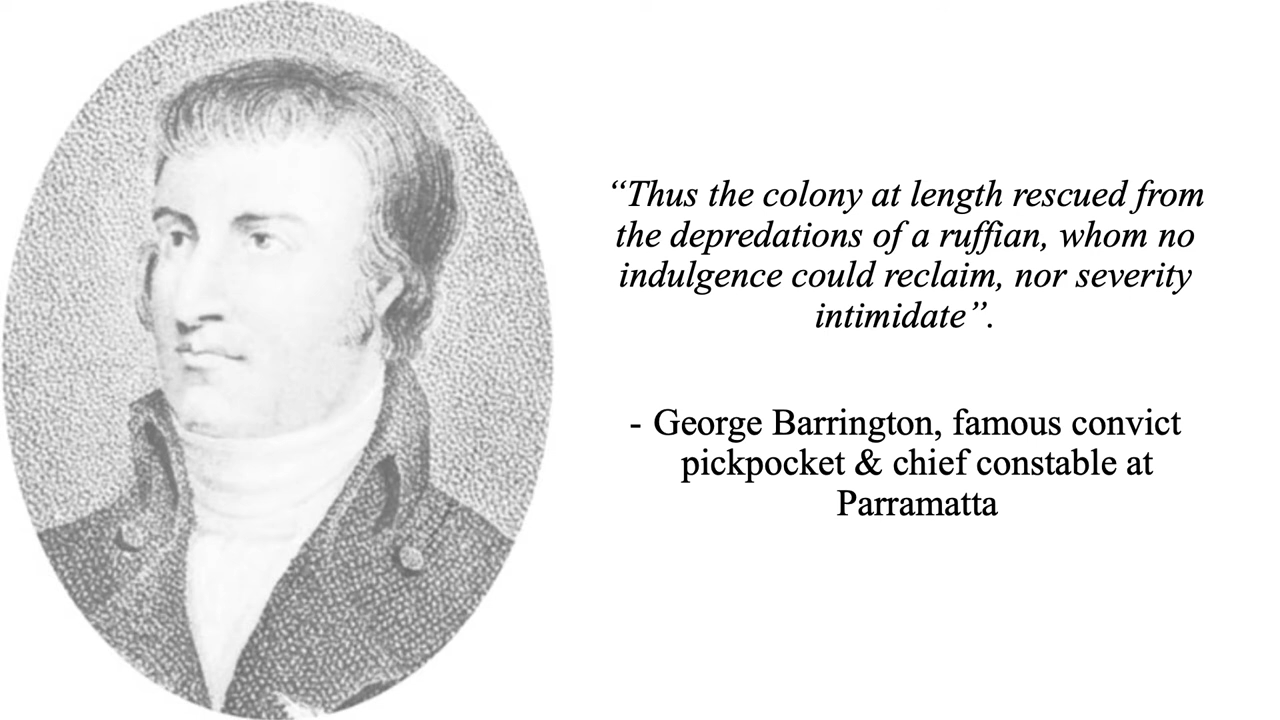 “Thus the colony at length rescued from
the depredations of a ruffian, whom no
indulgence could reclaim, nor severity
intimidate”.
- George Barrington, famous convict
pickpocket & chief constable at
Parramatta